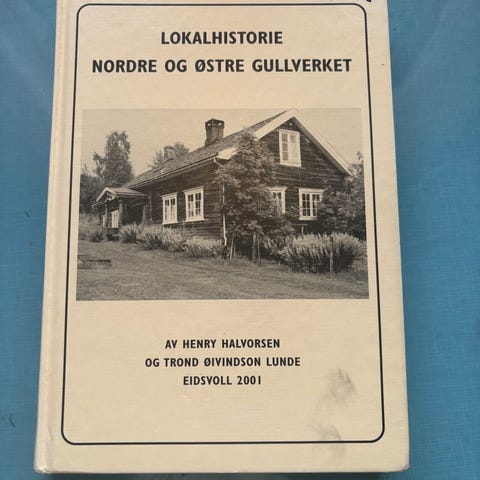 LOKALHISTORIE
NORDRE OG ØSTRE GULLVERKET
AV HENRY HALVORSEN
OG TROND ØIVINDSON LUNDE
EIDSVOLL 2001